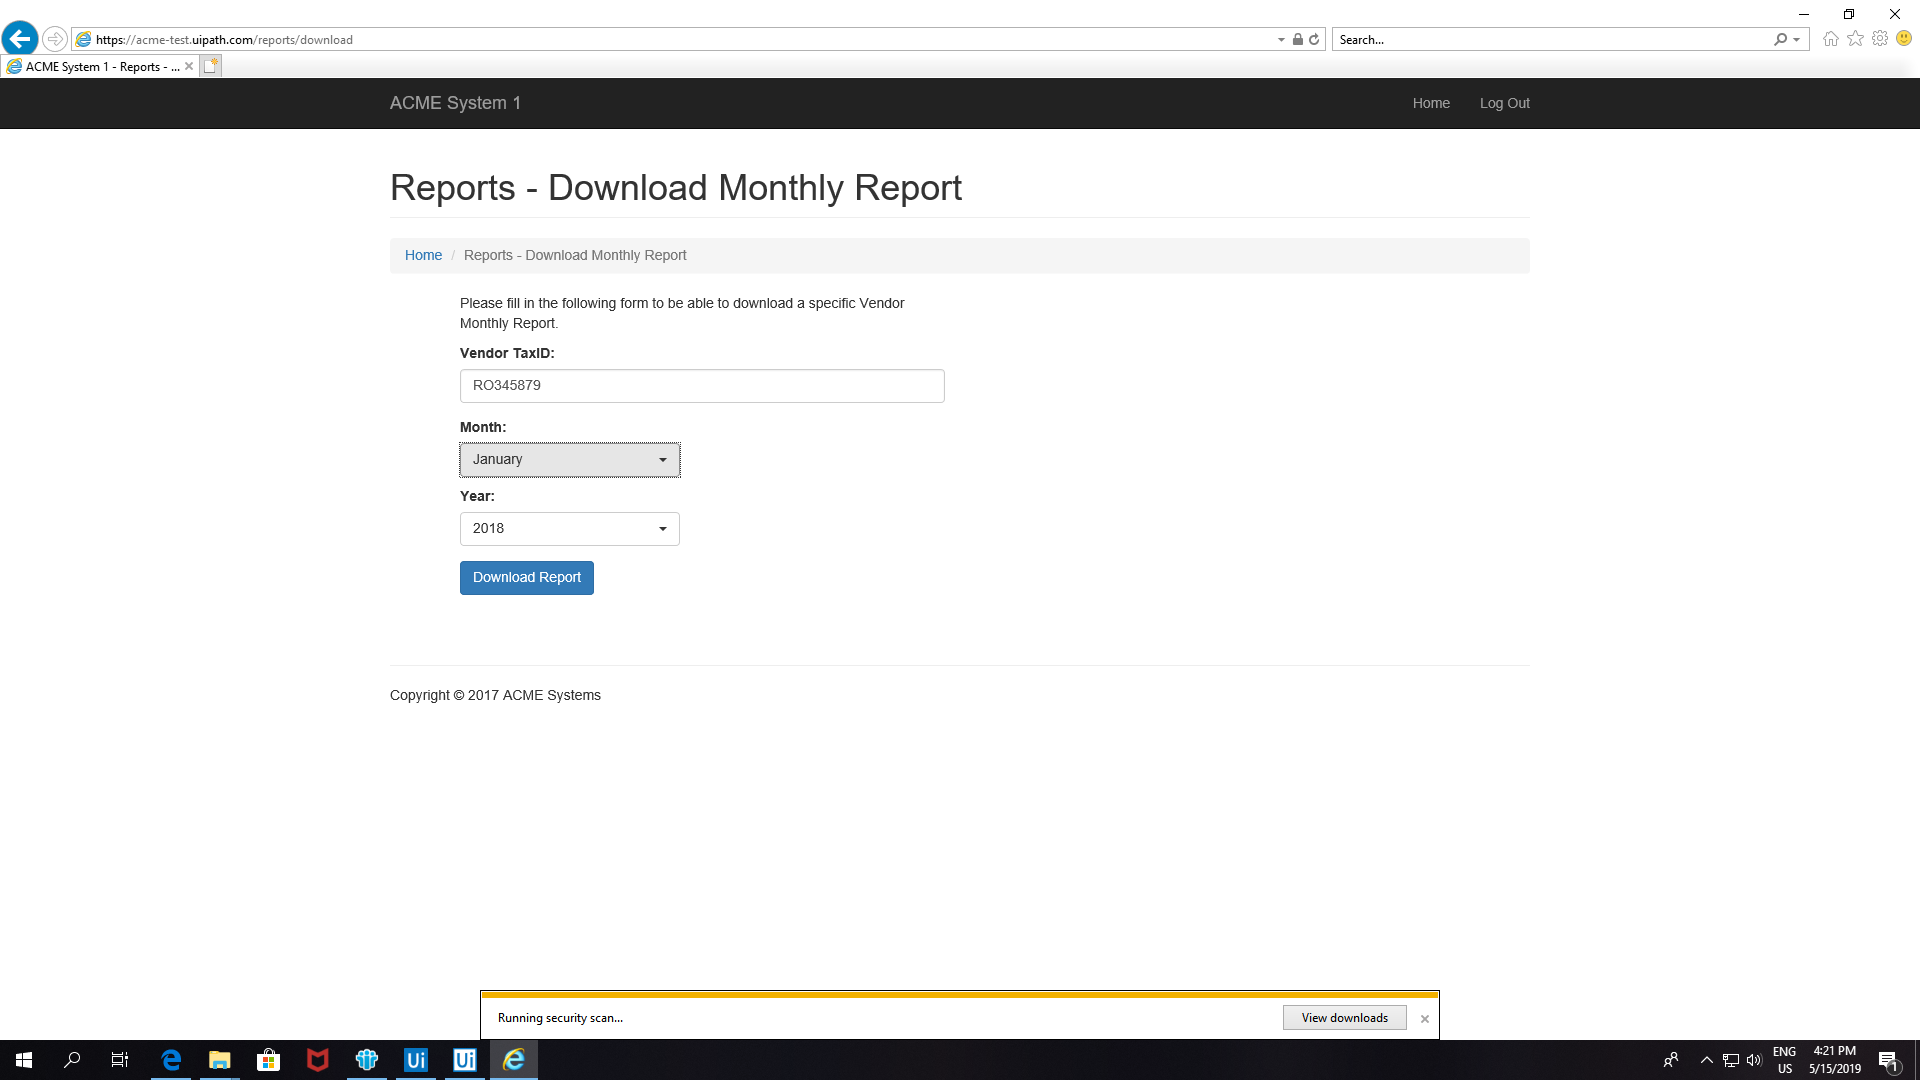 https://acme-test.uipath.com/reports/download
Search...
ACME System 1 - Reports - ...
ACME System 1
Home
Log Out
Reports - Download Monthly Report
Home / Reports - Download Monthly Report
Please fill in the following form to be able to download a specific Vendor
Monthly Report.
Vendor TaxID:
RO345879
Month:
January
Year:
2018
Download Report
Copyright © 2017 ACME Systems
Running security scan...
View downloads
Ui
Ui
ENG
US
4:21 PM
5/15/2019
1